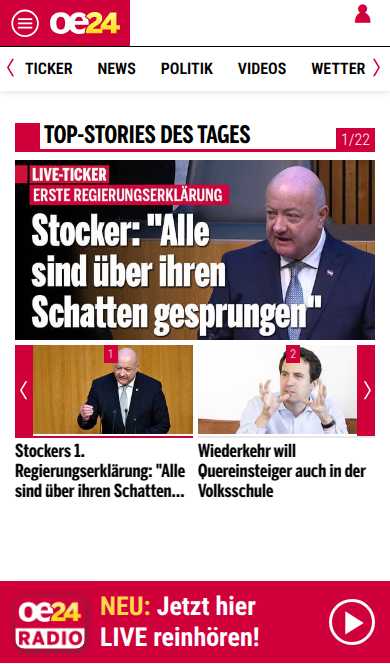 oe24
TICKER NEWS POLITIK VIDEOS WETTER
TOP-STORIES DES TAGES
1/22
LIVE-TICKER
ERSTE REGIERUNGSERKLÄRUNG
Stocker: "Alle
sind über ihren
Schatten gesprungen"
1
2
Stockers 1.
Regierungserklärung: "Alle
sind über ihren Schatten...
Wiederkehr will
Quereinsteiger auch in der
Volksschule
oe24
RADIO
NEU: Jetzt hier
LIVE reinhören!